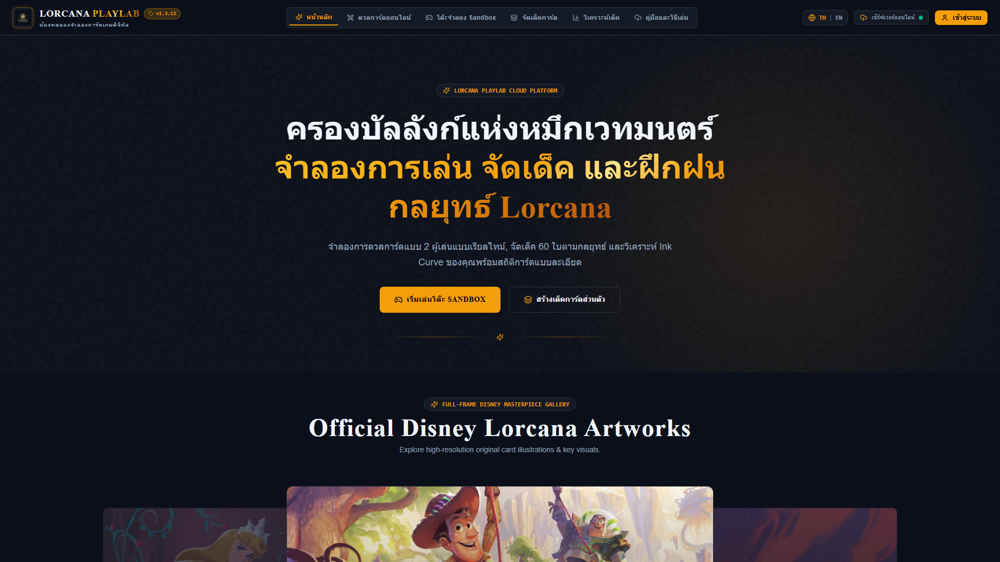 LORCANA PLAYLAB v1.3.12
ห้องทดลองจำลองการ์ดเกมดิจิทัล
หน้าหลัก ดวลการ์ดออนไลน์ โต๊ะจำลอง Sandbox จัดเด็คการ์ด วิเคราะห์เด็ค คู่มือและวิธีเล่น
TH | EN เซิร์ฟเวอร์ออนไลน์ เข้าสู่ระบบ
LORCANA PLAYLAB CLOUD PLATFORM
ครองบัลลังก์แห่งหมึกเวทมนตร์
จำลองการเล่น จัดเด็ค และฝึกฝน
กลยุทธ์ Lorcana
จำลองการดวลการ์ดแบบ 2 ผู้เล่นแบบเรียลไทม์, จัดเด็ค 60 ใบตามกลยุทธ์ และวิเคราะห์ Ink
Curve ของคุณพร้อมสถิติการ์ดแบบละเอียด
เริ่มเล่นโต๊ะ SANDBOX
สร้างเด็คการ์ดส่วนตัว
FULL-FRAME DISNEY MASTERPIECE GALLERY
Official Disney Lorcana Artworks
Explore high-resolution original card illustrations & key visuals.